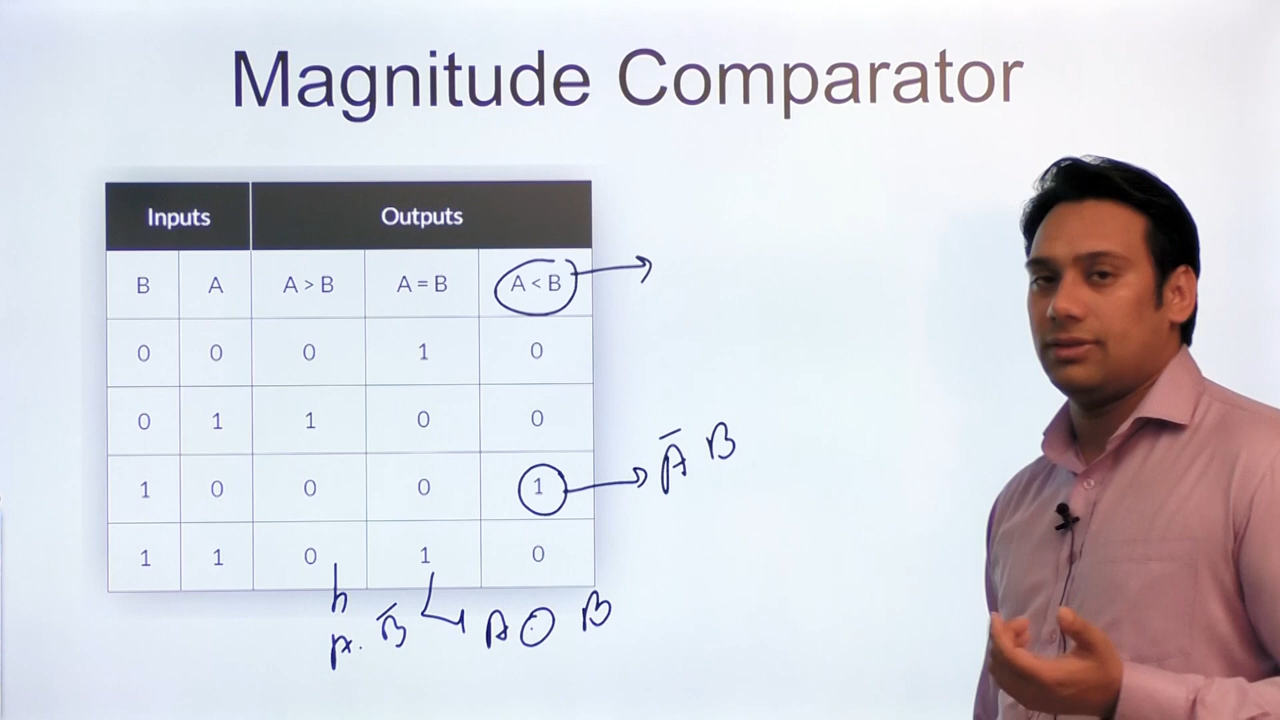 Magnitude Comparator
Inputs Outputs
B A A > B A = B A < B
0 0 0 1 0
0 1 1 0 0
1 0 0 0 1 → A̅ B
1 1 0 1 0
A. B̅ A ⊙ B